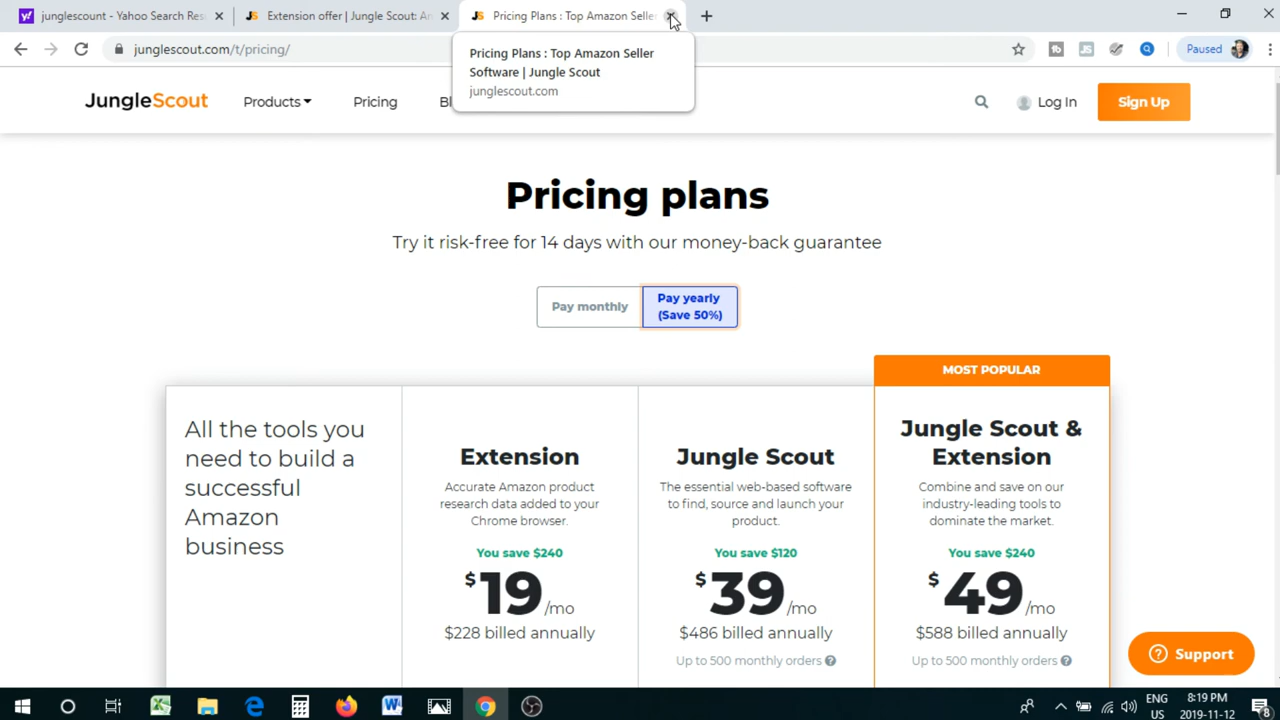 junglescout - Yahoo Search Res
Extension offer | Jungle Scout: A
Pricing Plans : Top Amazon Selle
junglescout.com/t/pricing/
Paused
Pricing Plans : Top Amazon Seller
Software | Jungle Scout
junglescout.com
JungleScout
Products
Pricing
Bl
Log In
Sign Up
Pricing plans
Try it risk-free for 14 days with our money-back guarantee
Pay monthly
Pay yearly
(Save 50%)
MOST POPULAR
All the tools you
need to build a
successful
Amazon
business
Extension
Accurate Amazon product
research data added to your
Chrome browser.
You save $240
$19/mo
$228 billed annually
Jungle Scout
The essential web-based software
to find, source and launch your
product.
You save $120
$39/mo
$486 billed annually
Up to 500 monthly orders ?
Jungle Scout &
Extension
Combine and save on our
industry-leading tools to
dominate the market.
You save $240
$49/mo
$588 billed annually
Up to 500 monthly orders ?
Support
ENG
US
8:19 PM
2019-11-12
8